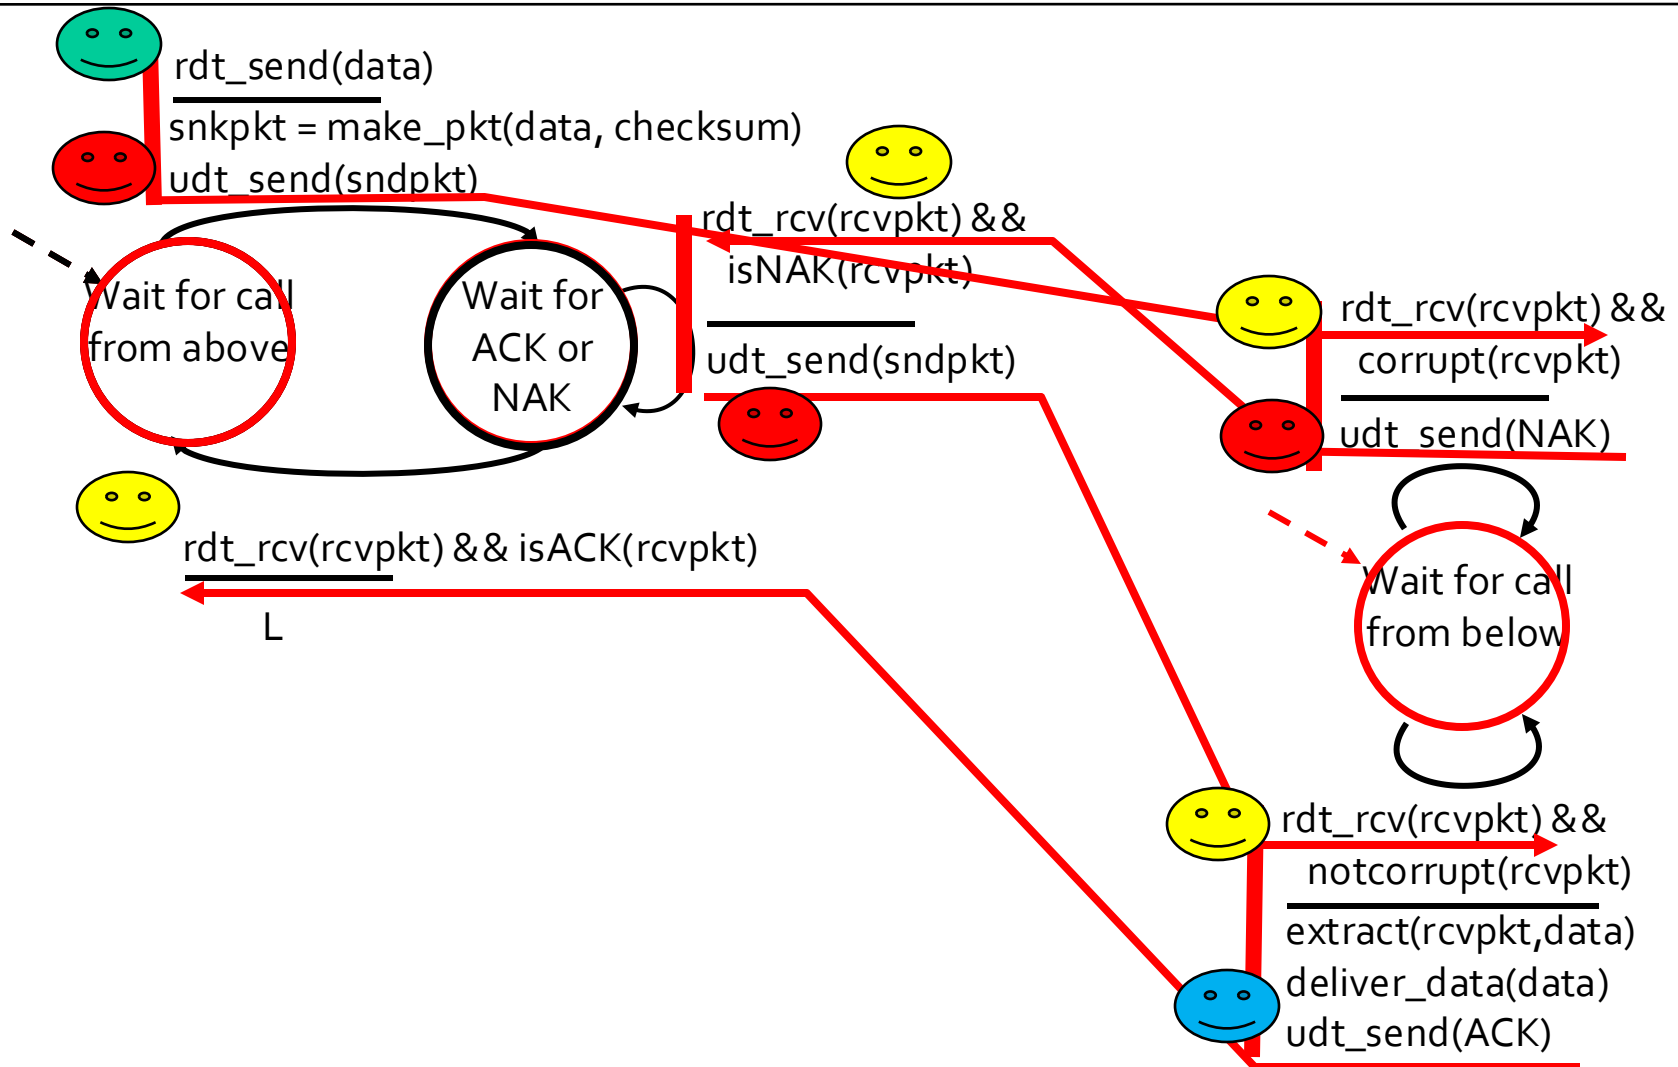 rdt_send(data)
snkpkt = make_pkt(data, checksum)
udt_send(sndpkt)
rdt_rcv(rcvpkt) &&
isNAK(rcvpkt)
udt_send(sndpkt)
Wait for call
from above
Wait for
ACK or
NAK
rdt_rcv(rcvpkt) && isACK(rcvpkt)
L
rdt_rcv(rcvpkt) &&
corrupt(rcvpkt)
udt_send(NAK)
Wait for call
from below
rdt_rcv(rcvpkt) &&
notcorrupt(rcvpkt)
extract(rcvpkt,data)
deliver_data(data)
udt_send(ACK)